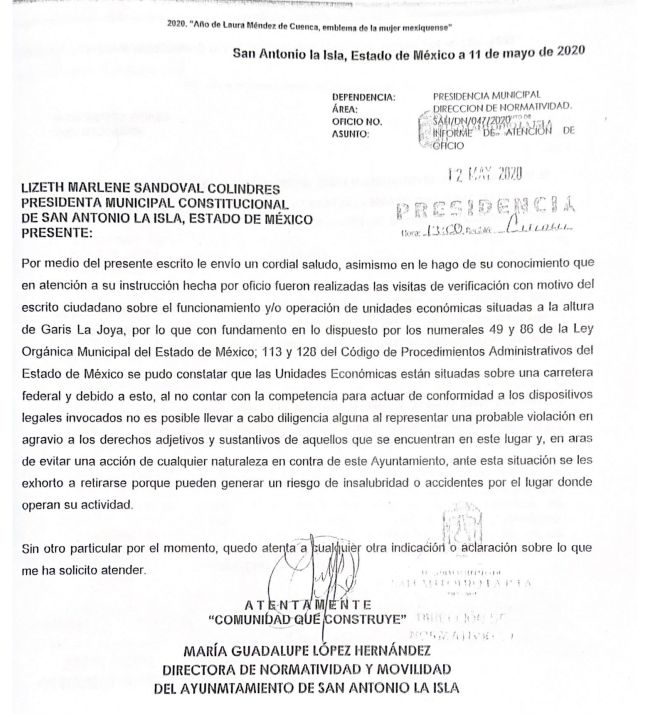 2020. "Año de Laura Méndez de Cuenca, emblema de la mujer mexiquense"
San Antonio la Isla, Estado de México a 11 de mayo de 2020
DEPENDENCIA: PRESIDENCIA MUNICIPAL
ÁREA: DIRECCION DE NORMATIVIDAD.
OFICIO NO. SALI/DN/047/2020
ASUNTO: INFORME DE ATENCIÓN DE
OFICIO
12 MAY 2020
LIZETH MARLENE SANDOVAL COLINDRES
PRESIDENTA MUNICIPAL CONSTITUCIONAL
DE SAN ANTONIO LA ISLA, ESTADO DE MÉXICO
PRESENTE:
PRESIDENCIA
Hora: 13:00
Por medio del presente escrito le envío un cordial saludo, asimismo en le hago de su conocimiento que
en atención a su instrucción hecha por oficio fueron realizadas las visitas de verificación con motivo del
escrito ciudadano sobre el funcionamiento y/o operación de unidades económicas situadas a la altura
de Garis La Joya, por lo que con fundamento en lo dispuesto por los numerales 49 y 86 de la Ley
Orgánica Municipal del Estado de México; 113 y 128 del Código de Procedimientos Administrativos del
Estado de México se pudo constatar que las Unidades Económicas están situadas sobre una carretera
federal y debido a esto, al no contar con la competencia para actuar de conformidad a los dispositivos
legales invocados no es posible llevar a cabo diligencia alguna al representar una probable violación en
agravio a los derechos adjetivos y sustantivos de aquellos que se encuentran en este lugar y, en aras
de evitar una acción de cualquier naturaleza en contra de este Ayuntamiento, ante esta situación se les
exhorto a retirarse porque pueden generar un riesgo de insalubridad o accidentes por el lugar donde
operan su actividad.
Sin otro particular por el momento, quedo atenta a cualquier otra indicación o aclaración sobre lo que
me ha solicito atender.
ATENTAMENTE
"COMUNIDAD QUE CONSTRUYE"
DIRECCIÓN DE
MARÍA GUADALUPE LÓPEZ HERNÁNDEZ
DIRECTORA DE NORMATIVIDAD Y MOVILIDAD
DEL AYUNMTAMIENTO DE SAN ANTONIO LA ISLA